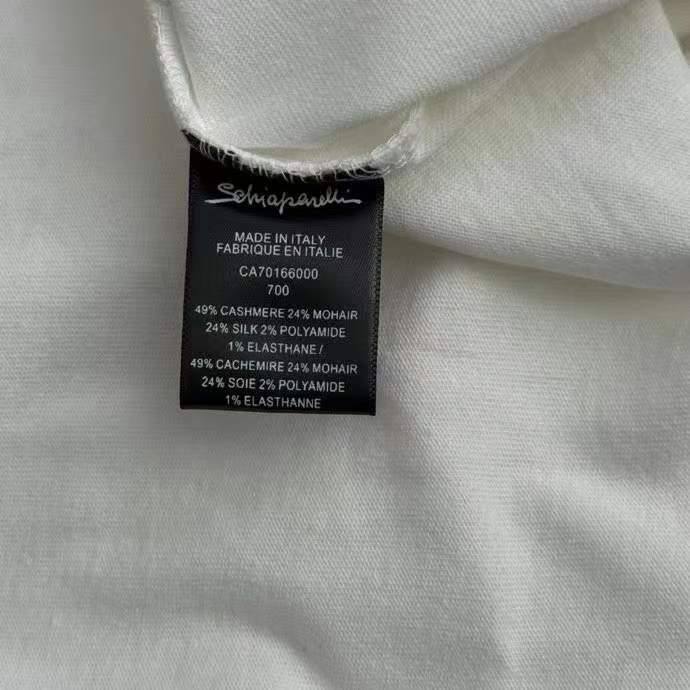 Schiaparelli
MADE IN ITALY
FABRIQUE EN ITALIE
CA70166000
700
49% CASHMERE 24% MOHAIR
24% SILK 2% POLYAMIDE
1% ELASTHANE /
49% CACHEMIRE 24% MOHAIR
24% SOIE 2% POLYAMIDE
1% ELASTHANNE